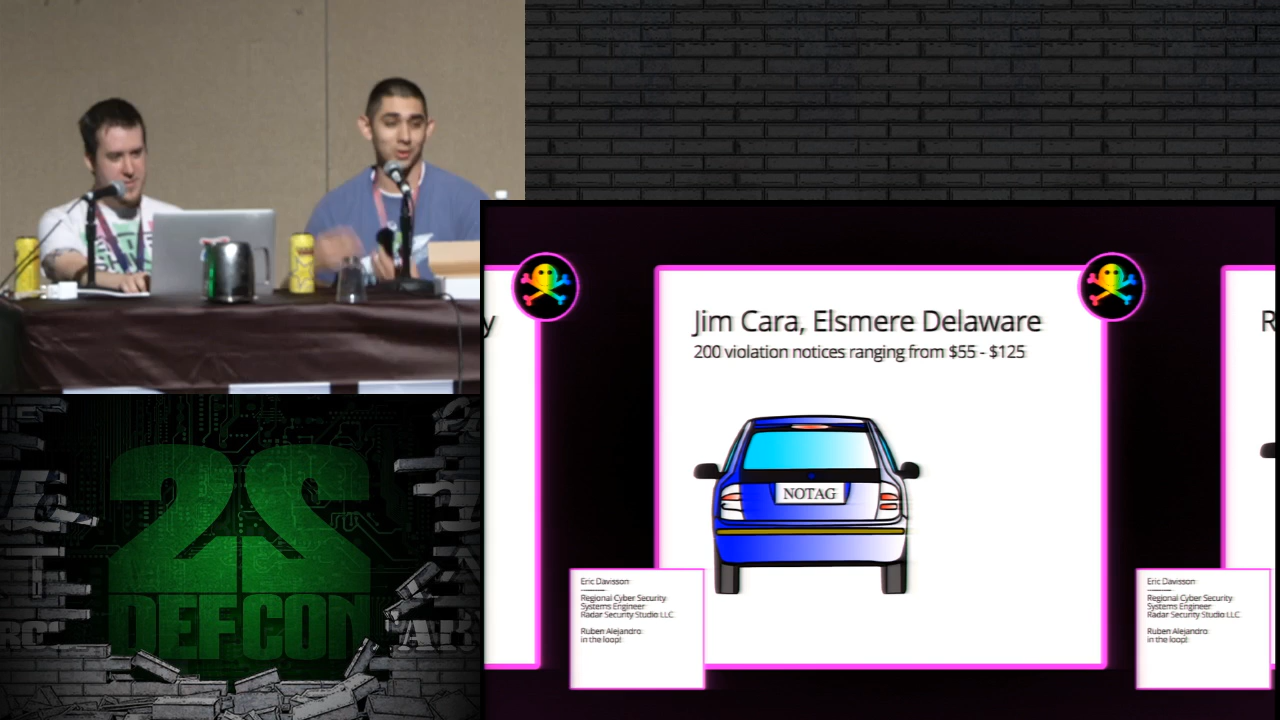 y
Jim Cara, Elsmere Delaware
200 violation notices ranging from $55 - $125
NOTAG
R
Eric Davisson
Regional Cyber Security
Systems Engineer
Radar Security Studio LLC
Ruben Alejandro
in the loop!
Eric Davisson
Regional Cyber Security
Systems Engineer
Radar Security Studio LLC
Ruben Alejandro
in the loop!
22
DEFCON